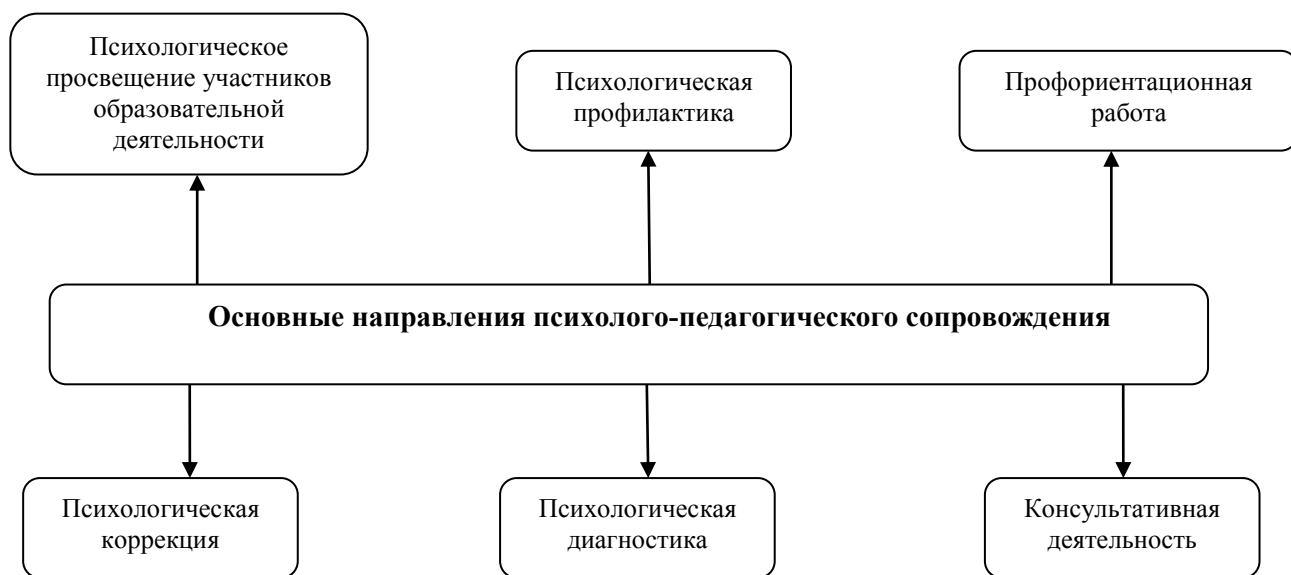 Психологическое
просвещение участников
образовательной
деятельности
Психологическая
профилактика
Профориентационная
работа
Основные направления психолого-педагогического сопровождения
Психологическая
коррекция
Психологическая
диагностика
Консультативная
деятельность